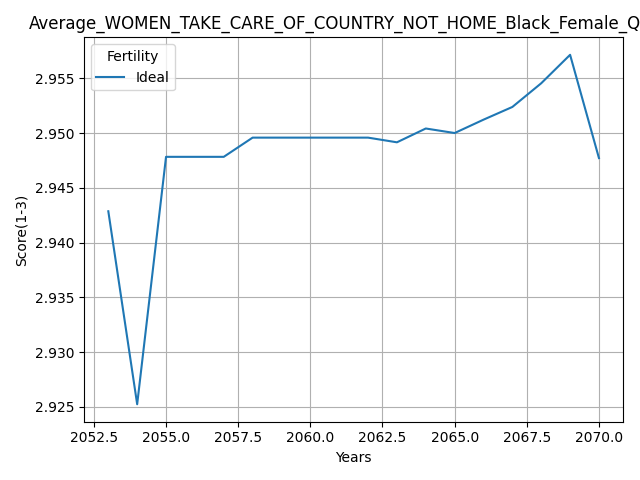 Average_WOMEN_TAKE_CARE_OF_COUNTRY_NOT_HOME_Black_Female_Q
Fertility
Ideal
2.955
2.950
2.945
2.940
2.935
2.930
2.925
Score(1-3)
2052.5 2055.0 2057.5 2060.0 2062.5 2065.0 2067.5 2070.0
Years